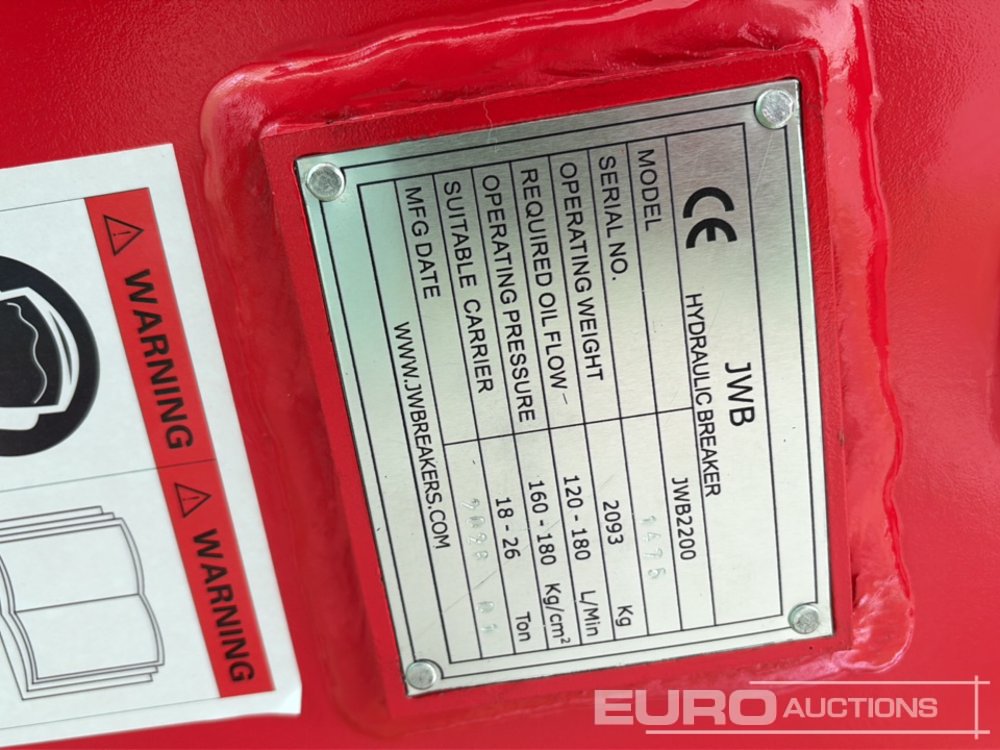 JWB
CE
HYDRAULIC BREAKER
MODEL JWB2200
SERIAL NO. 1675
OPERATING WEIGHT 2093 Kg
REQUIRED OIL FLOW 120 - 180 L/Min
OPERATING PRESSURE 160 - 180 Kg/cm²
SUITABLE CARRIER 18 - 26 Ton
MFG DATE
WWW.JWBREAKERS.COM
WARNING
WARNING
EURO AUCTIONS